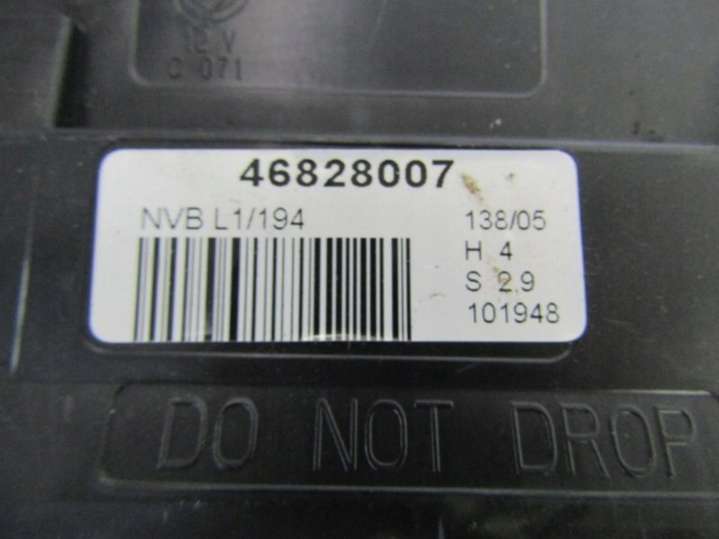 12 V
C 071
46828007
NVB L1/194
138/05
H 4
S 2.9
101948
DO NOT DROP